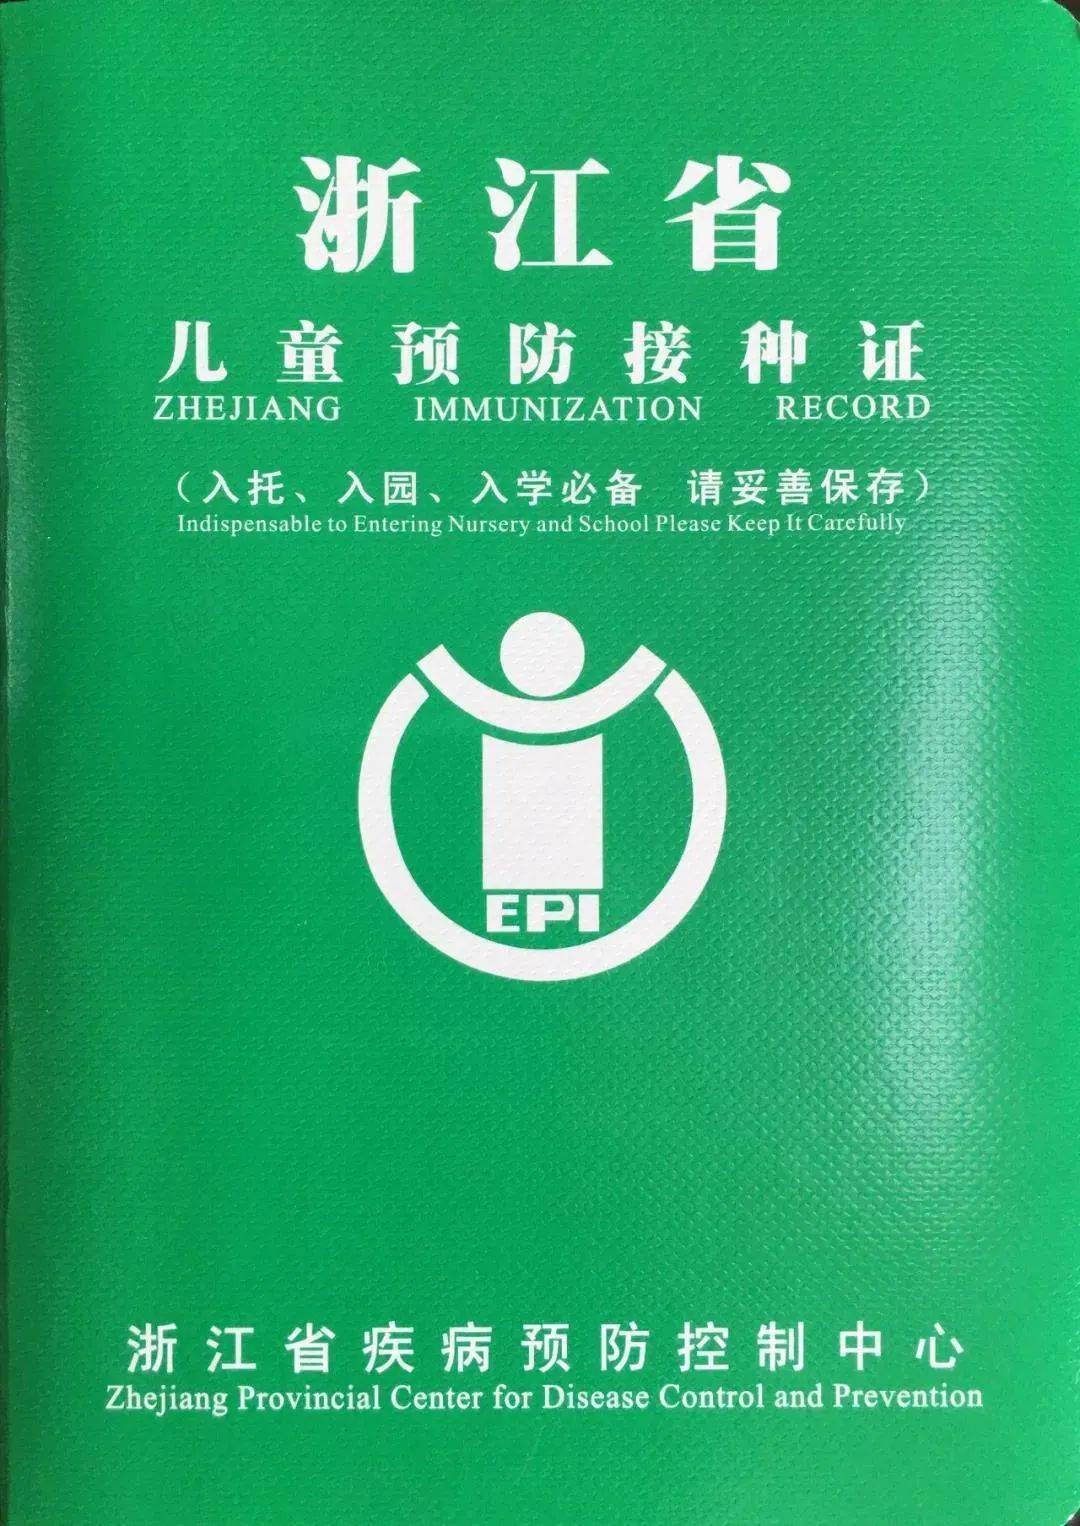 浙江省
儿童预防接种证
ZHEJIANG IMMUNIZATION RECORD
（入托、入园、入学必备 请妥善保存）
Indispensable to Entering Nursery and School Please Keep It Carefully
EPI
浙江省疾病预防控制中心
Zhejiang Provincial Center for Disease Control and Prevention